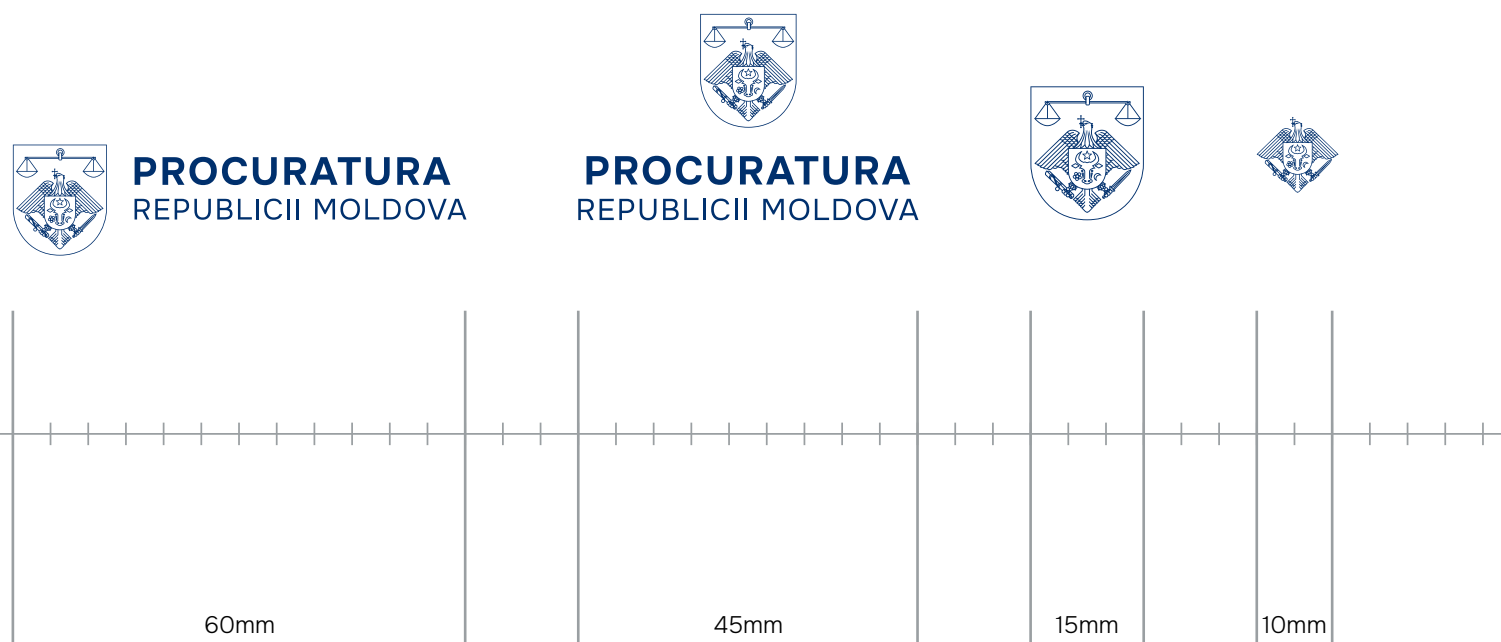 PROCURATURA
REPUBLICII MOLDOVA
PROCURATURA
REPUBLICII MOLDOVA
60mm
45mm
15mm
10mm